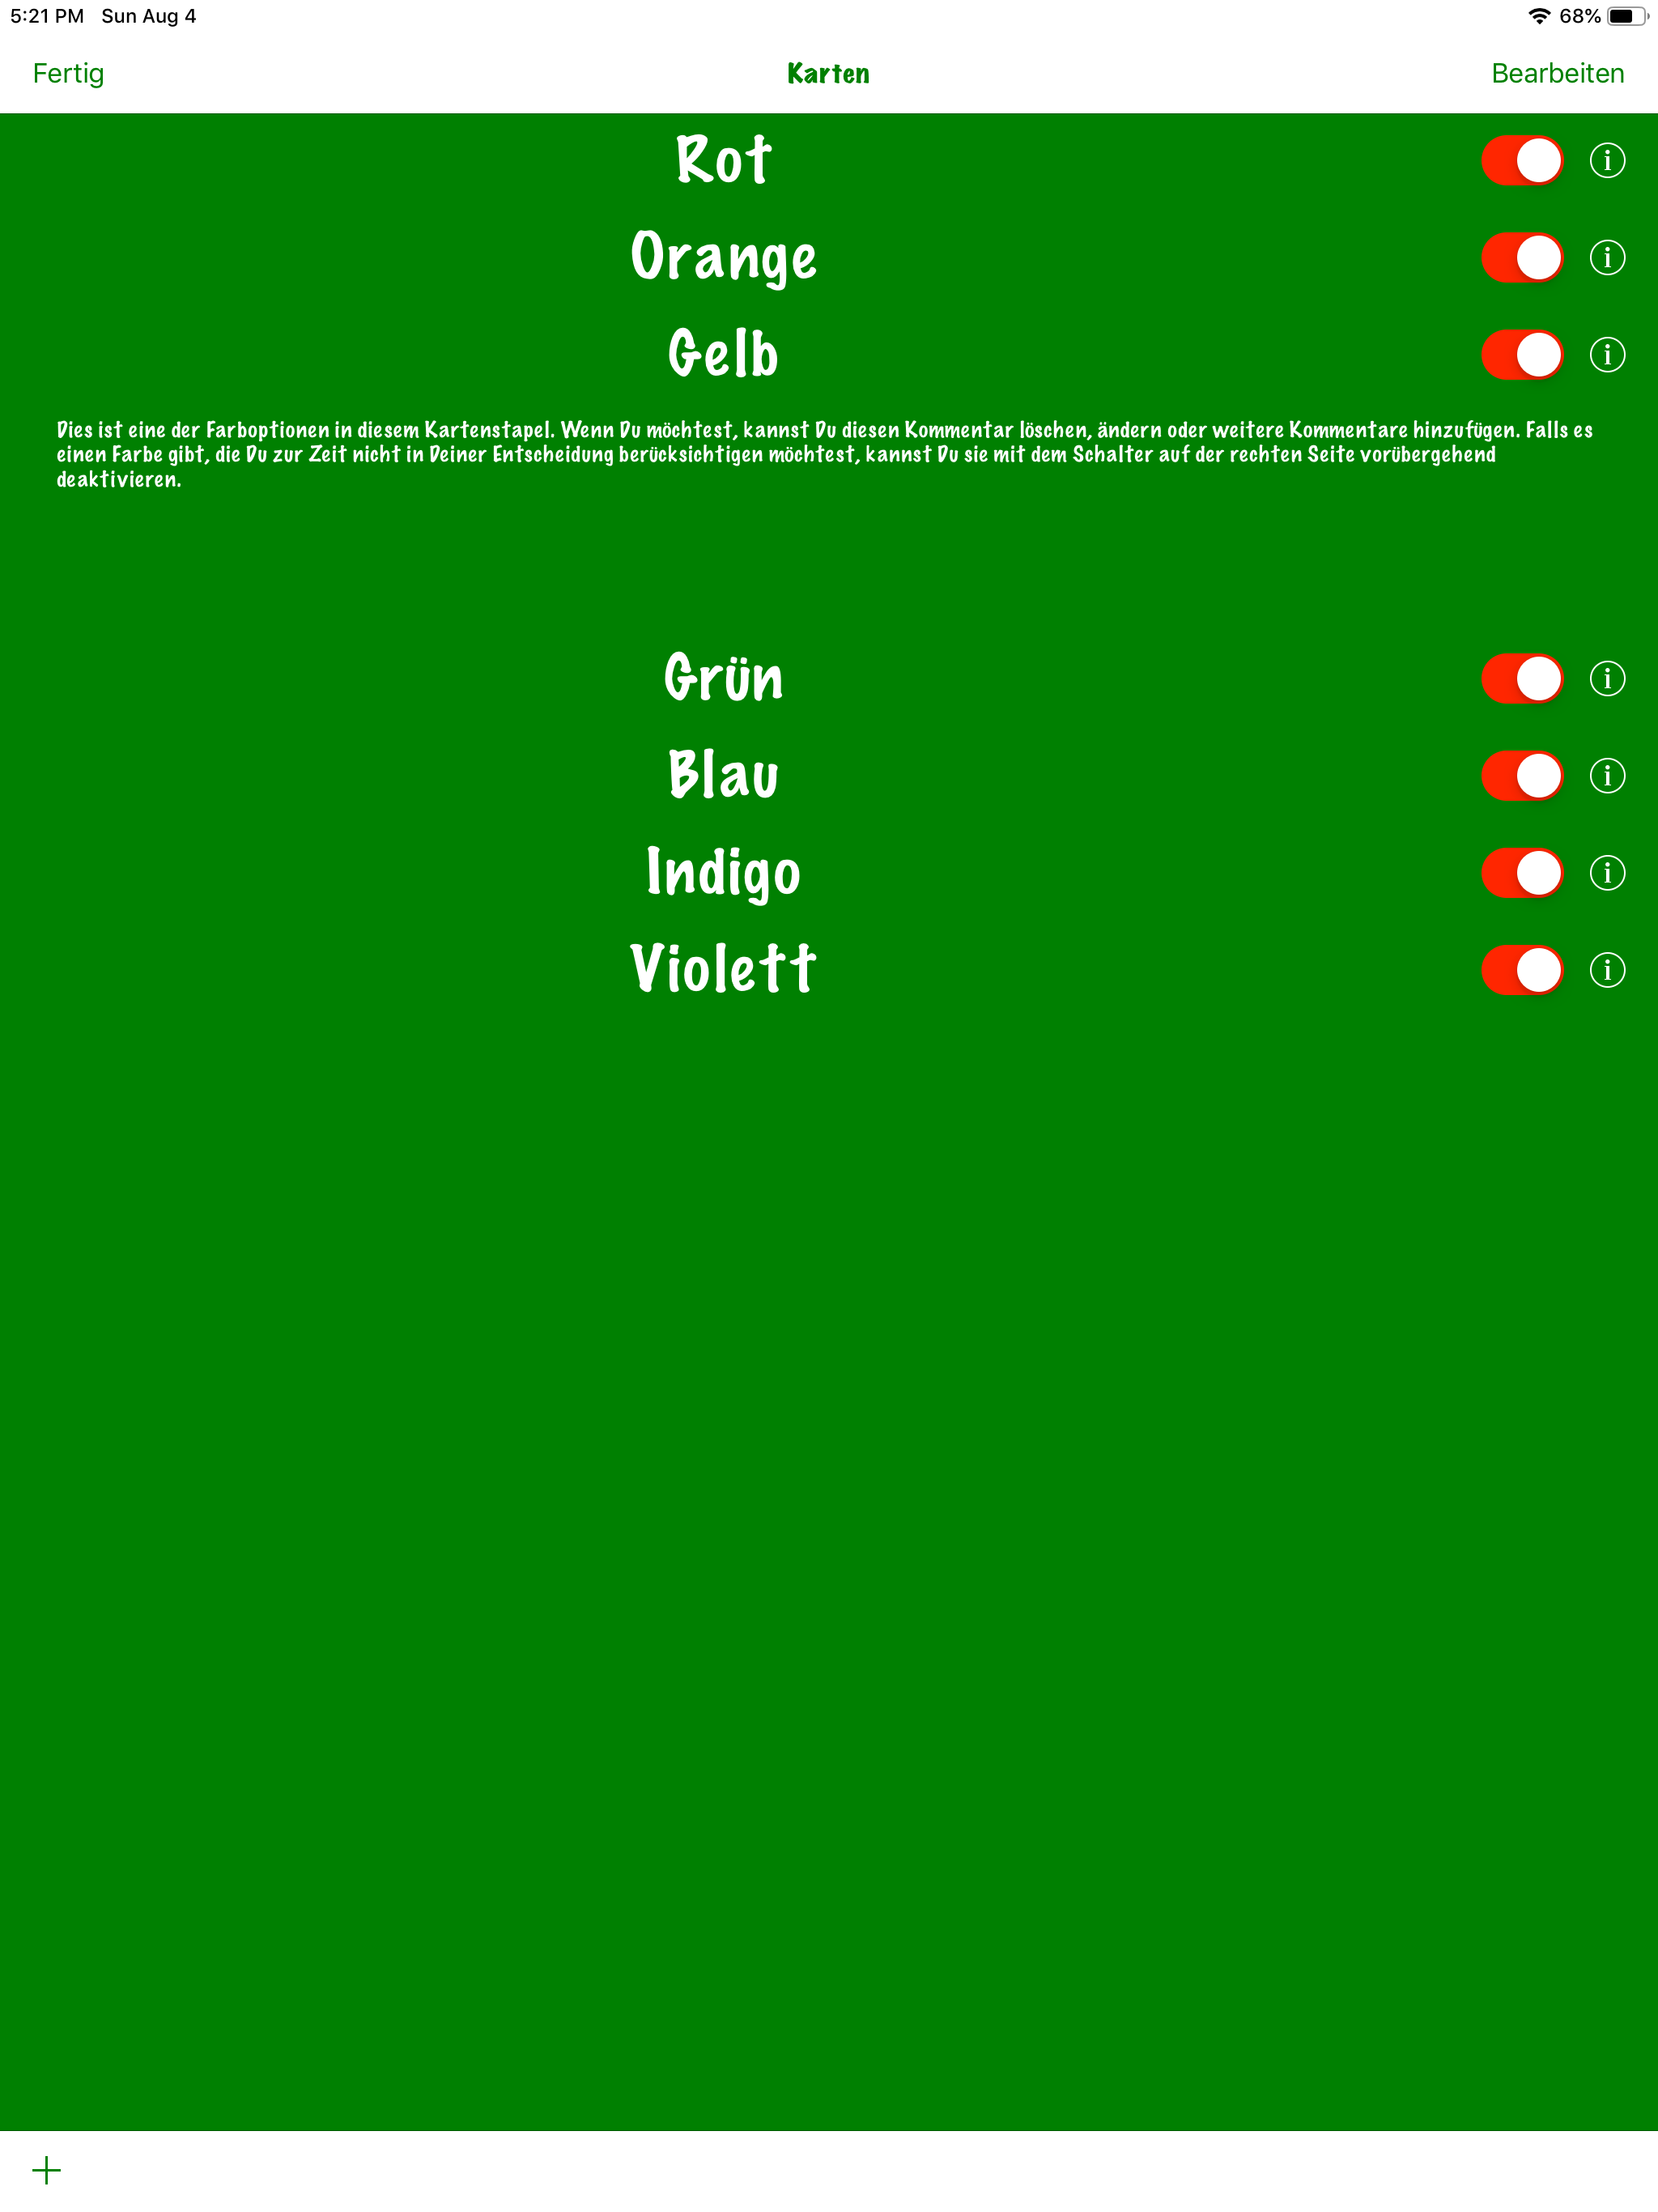 5:21 PM Sun Aug 4 68%
Fertig Karten Bearbeiten
Rot
Orange
Gelb
Dies ist eine der Farboptionen in diesem Kartenstapel. Wenn Du möchtest, kannst Du diesen Kommentar löschen, ändern oder weitere Kommentare hinzufügen. Falls es
einen Farbe gibt, die Du zur Zeit nicht in Deiner Entscheidung berücksichtigen möchtest, kannst Du sie mit dem Schalter auf der rechten Seite vorübergehend
deaktivieren.
Grün
Blau
Indigo
Violett